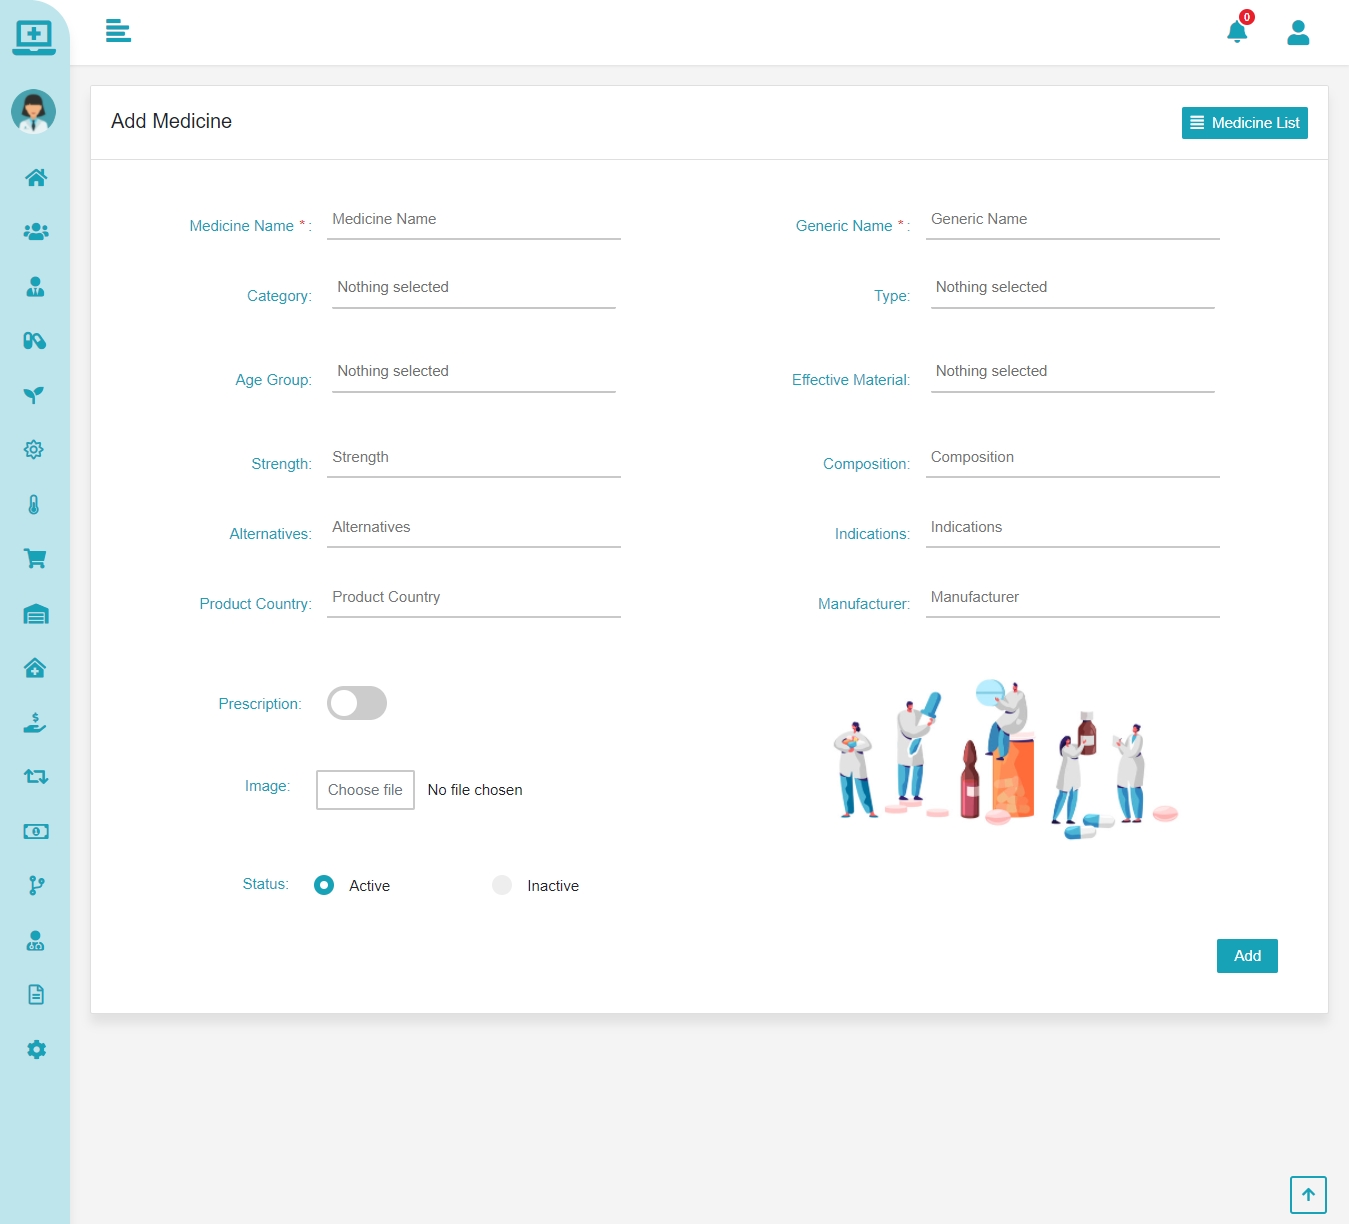 0
Add Medicine
Medicine List
Medicine Name * : Medicine Name
Generic Name * : Generic Name
Category: Nothing selected
Type: Nothing selected
Age Group: Nothing selected
Effective Material: Nothing selected
Strength: Strength
Composition: Composition
Alternatives: Alternatives
Indications: Indications
Product Country: Product Country
Manufacturer: Manufacturer
Prescription:
Image: Choose file No file chosen
Status: Active Inactive
Add